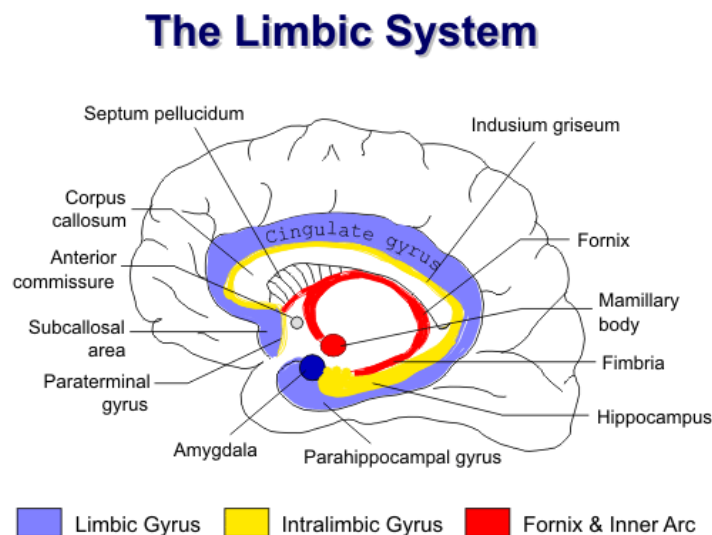 The Limbic System
Septum pellucidum
Indusium griseum
Corpus
callosum
Cingulate gyrus
Fornix
Anterior
commissure
Mamillary
body
Subcallosal
area
Fimbria
Paraterminal
gyrus
Hippocampus
Amygdala
Parahippocampal gyrus
Limbic Gyrus
Intralimbic Gyrus
Fornix & Inner Arc